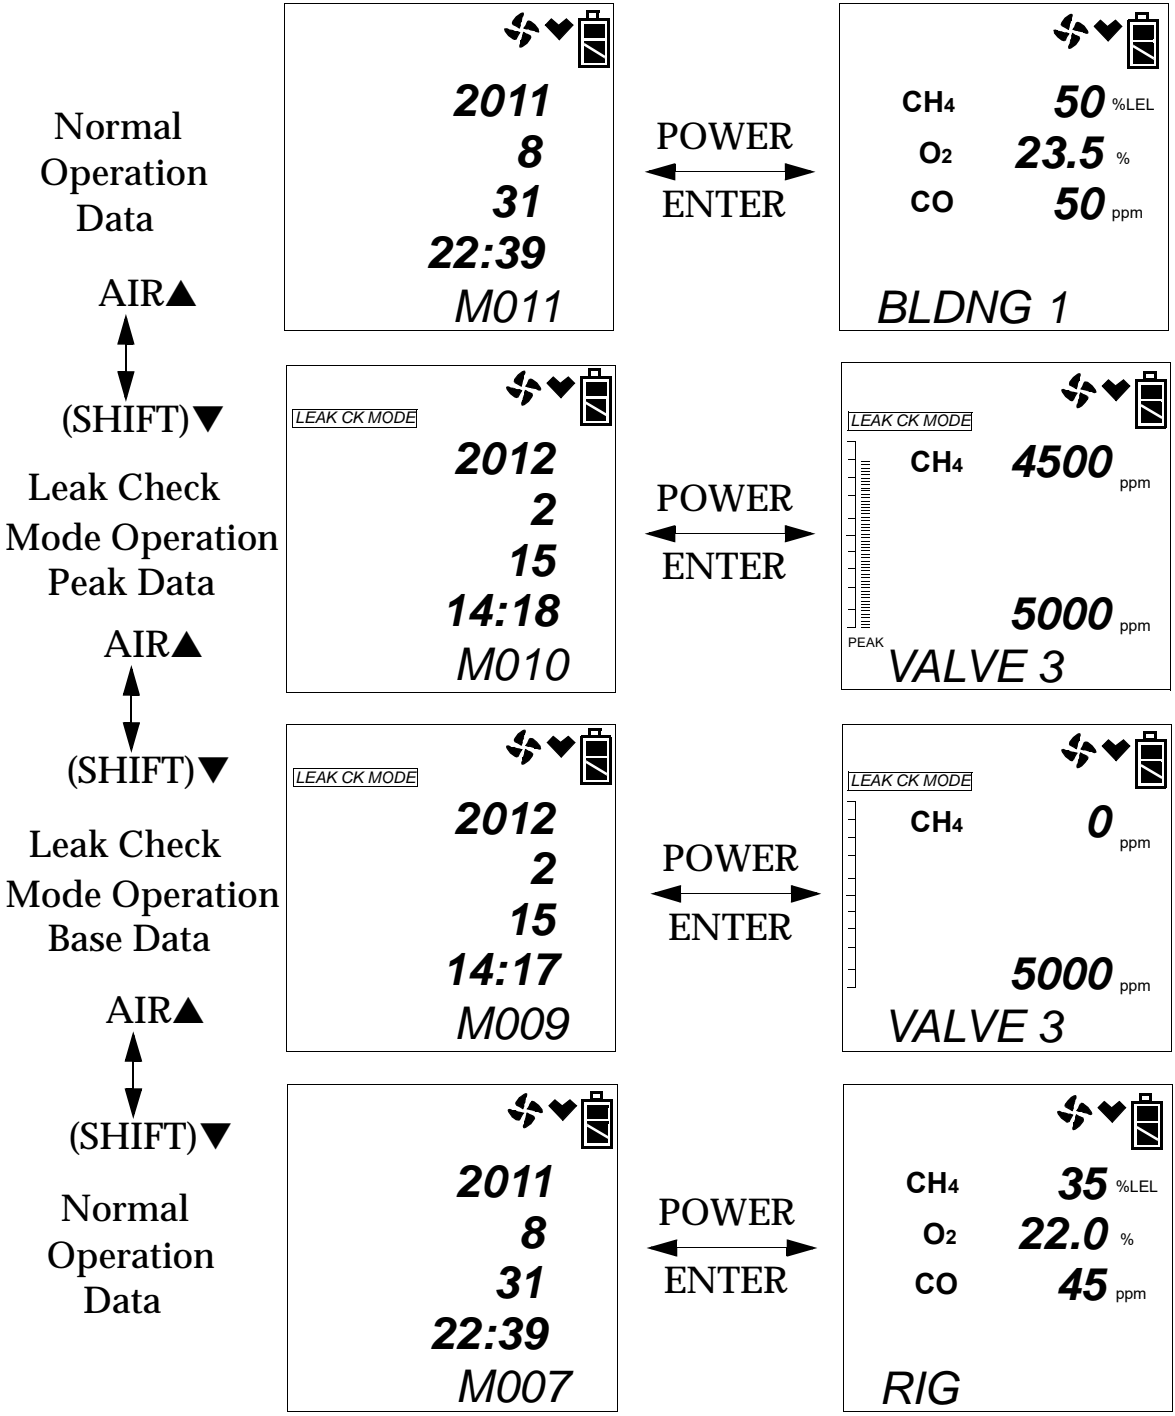 Normal
Operation
Data
2011
8
31
22:39
M011
POWER
ENTER
CH4 50 %LEL
O2 23.5 %
CO 50 ppm
BLDNG 1
AIR▲
(SHIFT)▼
Leak Check
Mode Operation
Peak Data
LEAK CK MODE
2012
2
15
14:18
M010
POWER
ENTER
LEAK CK MODE
CH4 4500 ppm
5000 ppm
PEAK
VALVE 3
AIR▲
(SHIFT)▼
Leak Check
Mode Operation
Base Data
LEAK CK MODE
2012
2
15
14:17
M009
POWER
ENTER
LEAK CK MODE
CH4 0 ppm
5000 ppm
VALVE 3
AIR▲
(SHIFT)▼
Normal
Operation
Data
2011
8
31
22:39
M007
POWER
ENTER
CH4 35 %LEL
O2 22.0 %
CO 45 ppm
RIG